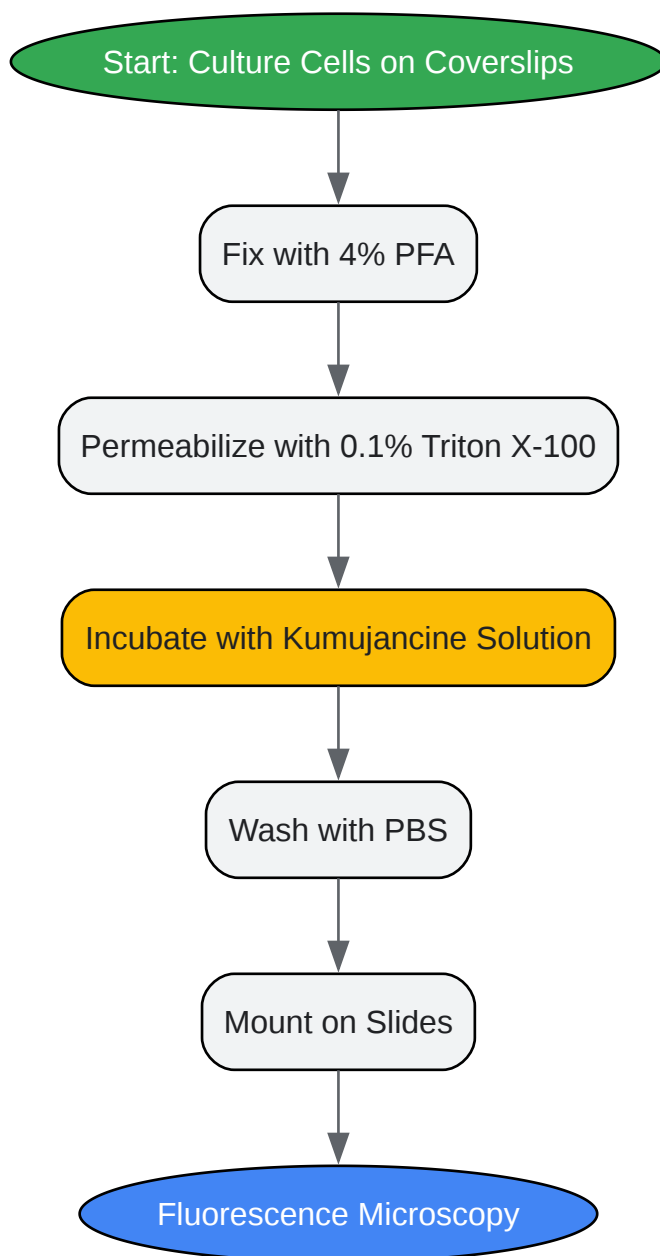 Start: Culture Cells on Coverslips
Fix with 4% PFA
Permeabilize with 0.1% Triton X-100
Incubate with Kumujancine Solution
Wash with PBS
Mount on Slides
Fluorescence Microscopy